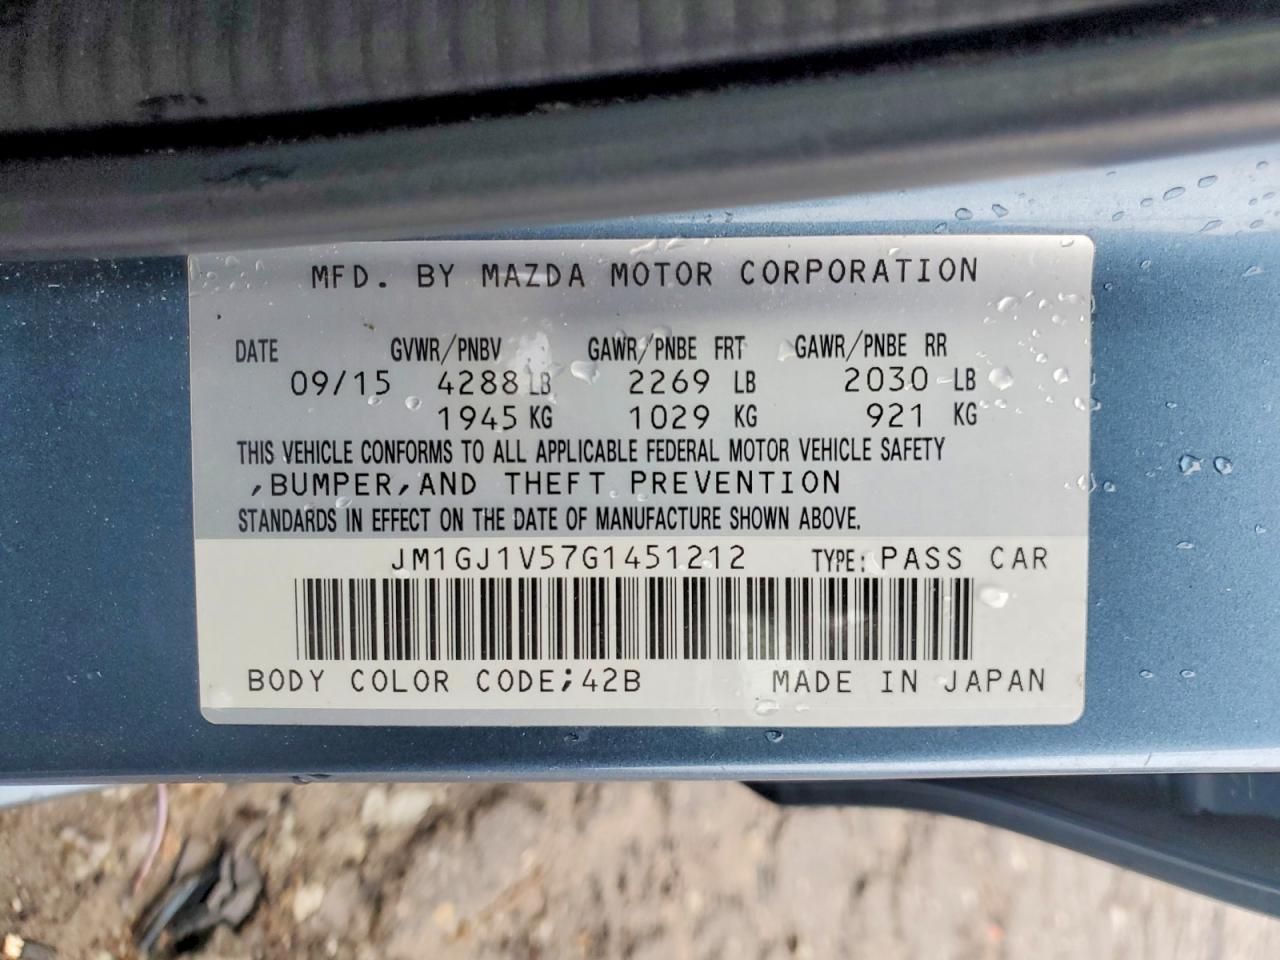 MFD. BY MAZDA MOTOR CORPORATION
DATE GVWR/PNBV GAWR/PNBE FRT GAWR/PNBE RR
09/15 4288 LB 2269 LB 2030 LB
1945 KG 1029 KG 921 KG
THIS VEHICLE CONFORMS TO ALL APPLICABLE FEDERAL MOTOR VEHICLE SAFETY
,BUMPER,AND THEFT PREVENTION
STANDARDS IN EFFECT ON THE DATE OF MANUFACTURE SHOWN ABOVE.
JM1GJ1V57G1451212 TYPE: PASS CAR
BODY COLOR CODE;42B MADE IN JAPAN